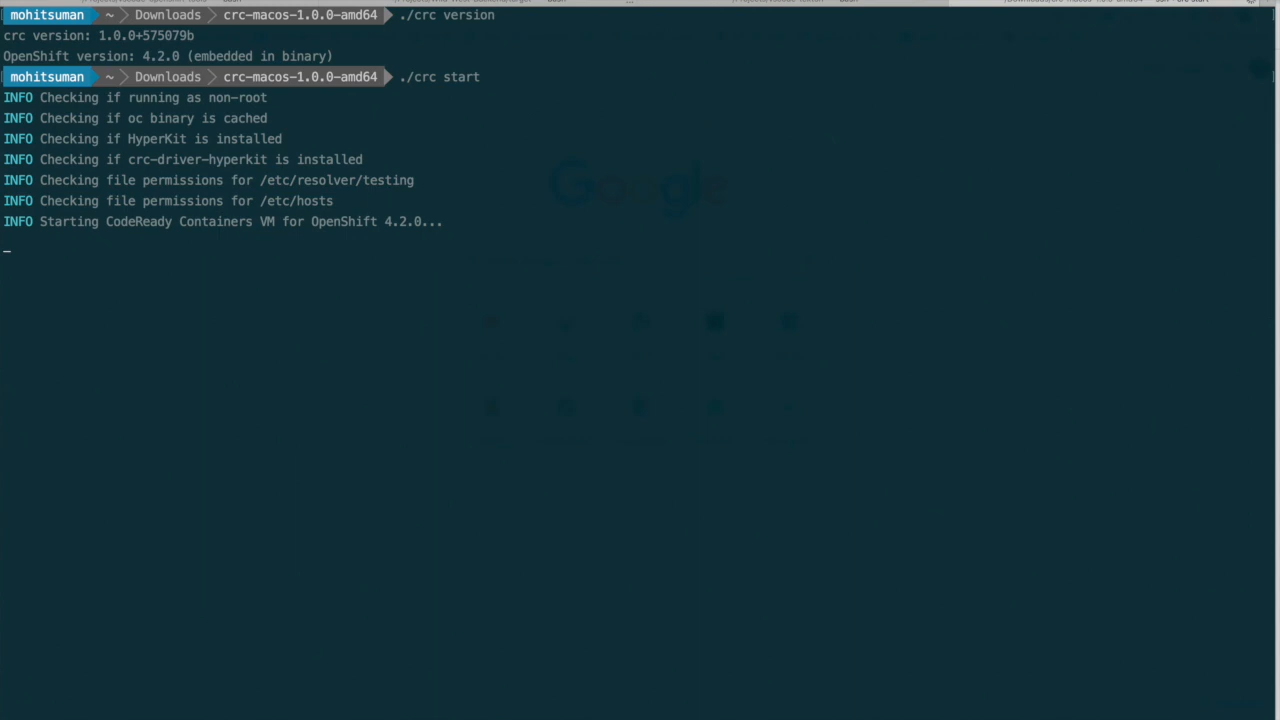 mohitsuman ~ Downloads crc-macos-1.0.0-amd64 ./crc version
crc version: 1.0.0+575079b
OpenShift version: 4.2.0 (embedded in binary)
mohitsuman ~ Downloads crc-macos-1.0.0-amd64 ./crc start
INFO Checking if running as non-root
INFO Checking if oc binary is cached
INFO Checking if HyperKit is installed
INFO Checking if crc-driver-hyperkit is installed
INFO Checking file permissions for /etc/resolver/testing
INFO Checking file permissions for /etc/hosts
INFO Starting CodeReady Containers VM for OpenShift 4.2.0...
Google